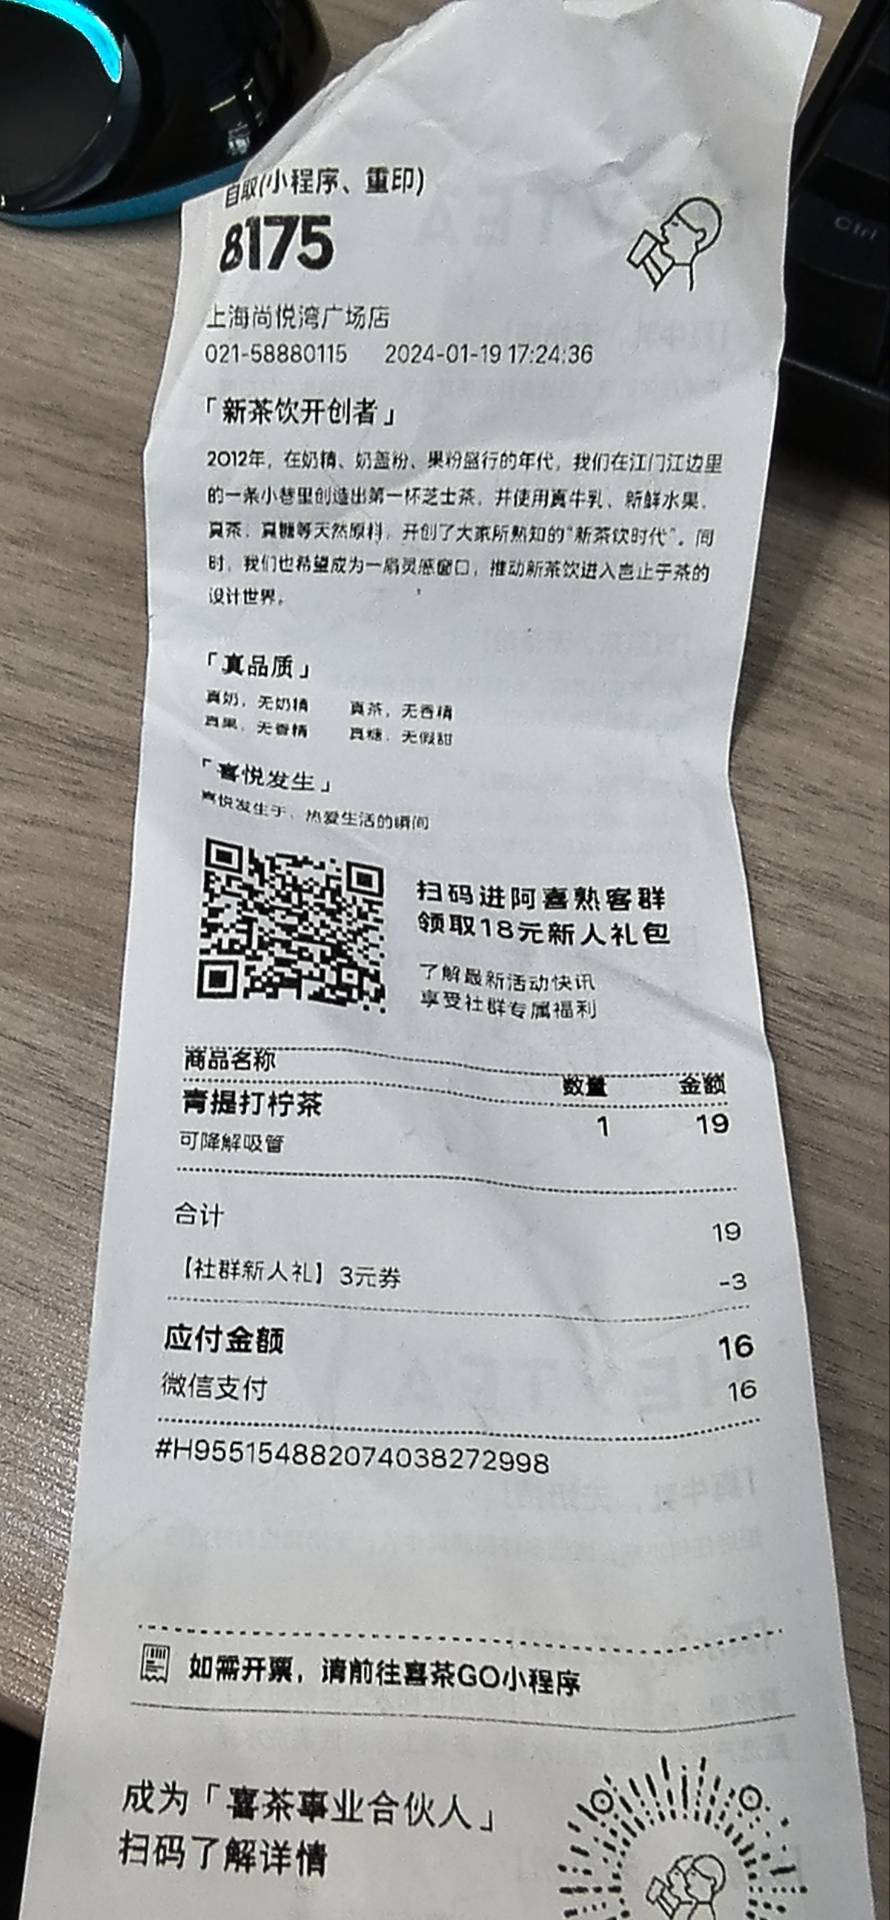 自取(小程序、重印)
8175
上海尚悦湾广场店
021-58880115 2024-01-19 17:24:36
「新茶饮开创者」
2012年，在奶精、奶盖粉、果粉盛行的年代，我们在江门江边里
的一条小巷里创造出第一杯芝士茶，并使用真牛乳、新鲜水果、
真茶、真糖等天然原料，开创了大家所熟知的“新茶饮时代”。同
时，我们也希望成为一扇灵感窗口，推动新茶饮进入岂止于茶的
设计世界。
「真品质」
真奶，无奶精 真茶，无香精
真果，无香精 真糖，无假甜
「喜悦发生」
喜悦发生于，热爱生活的瞬间
扫码进阿喜熟客群
领取18元新人礼包
了解最新活动快讯
享受社群专属福利
商品名称 数量 金额
青提打柠茶 1 19
可降解吸管
合计 19
【社群新人礼】3元券 -3
应付金额 16
微信支付 16
#H955154882074038272998
如需开票，请前往喜茶GO小程序
成为「喜茶事业合伙人」
扫码了解详情
Ctrl